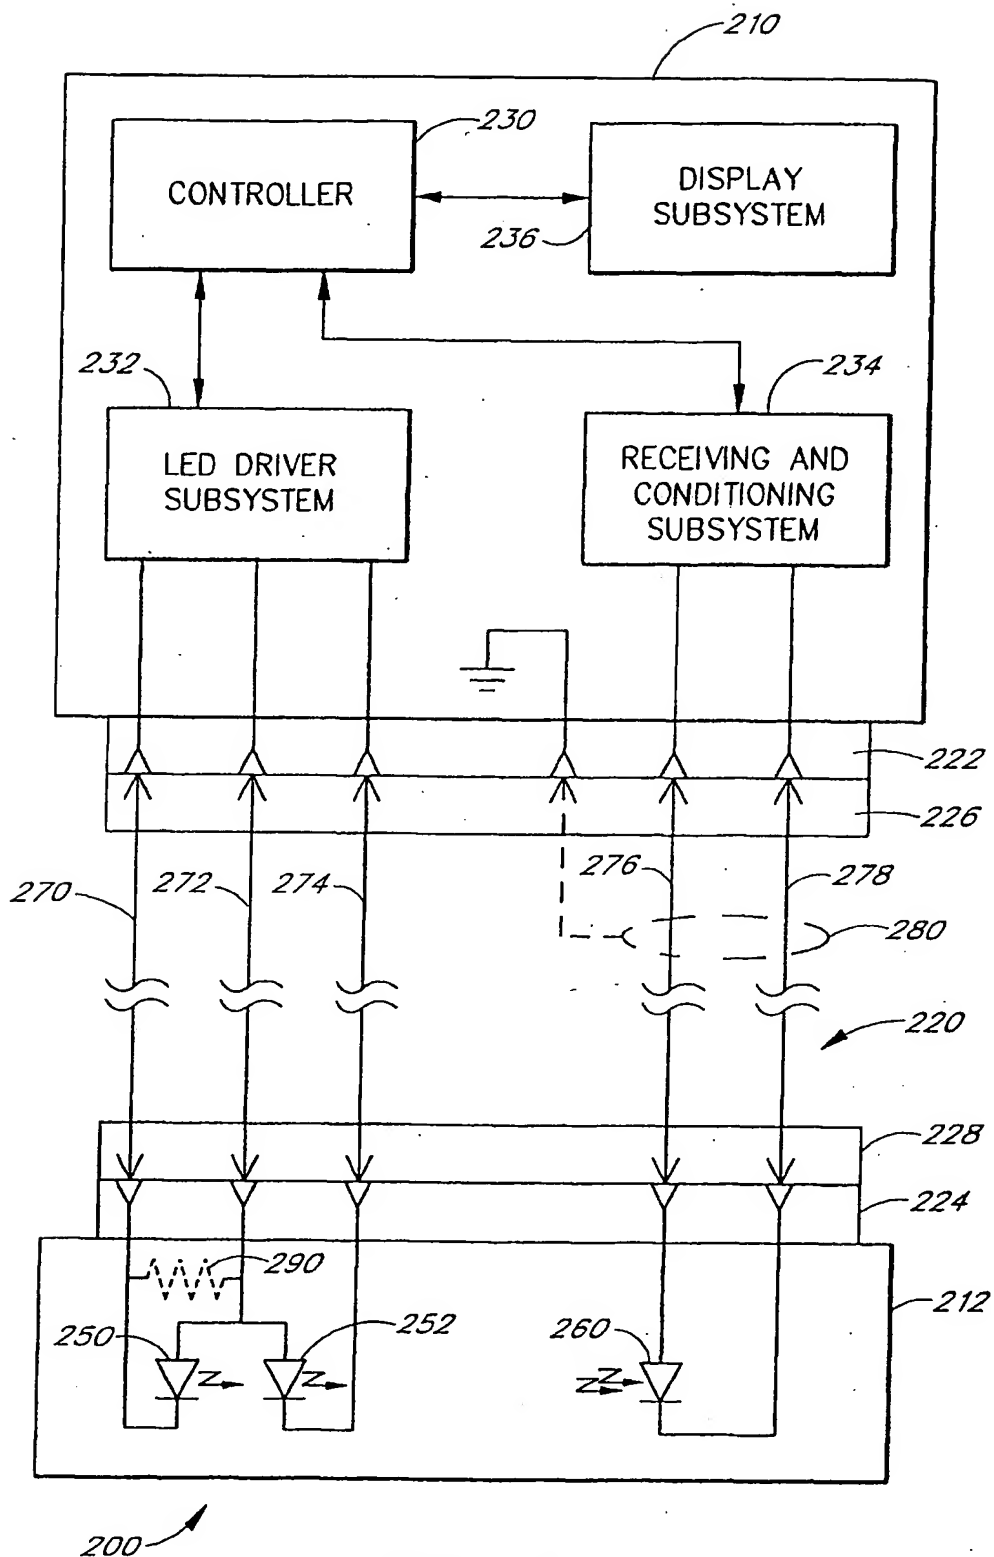 210
230
CONTROLLER
DISPLAY
SUBSYSTEM
236
232
234
LED DRIVER
SUBSYSTEM
RECEIVING AND
CONDITIONING
SUBSYSTEM
222
226
270
272
274
276
278
280
220
228
224
290
212
250
252
260
200